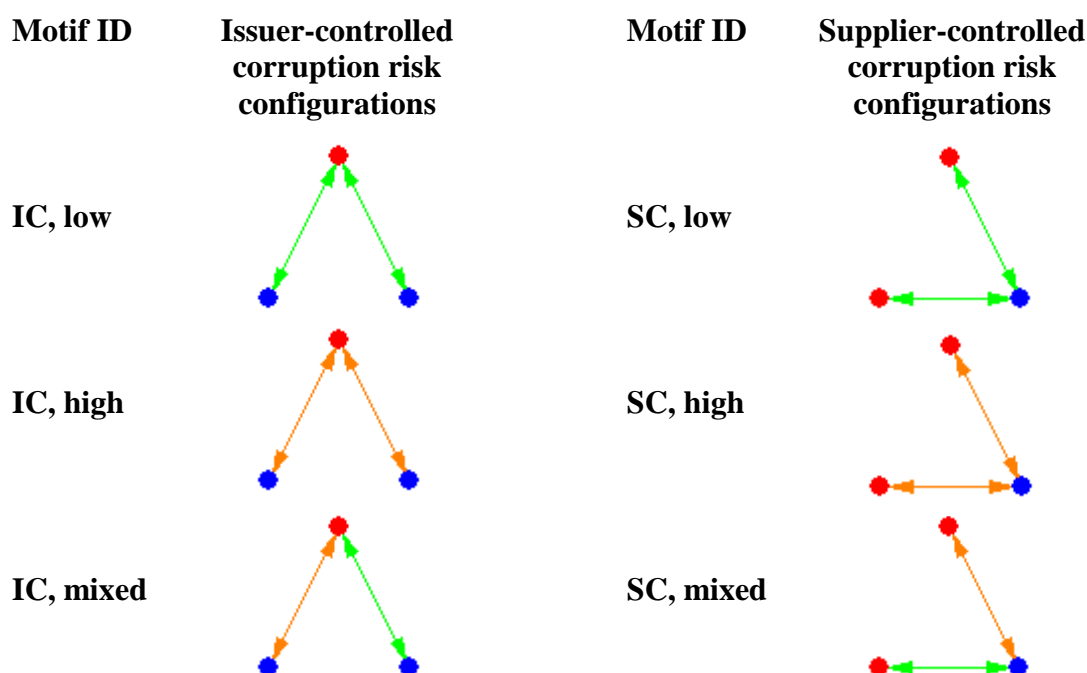 Motif ID
Issuer-controlled
corruption risk
configurations
Motif ID
Supplier-controlled
corruption risk
configurations
IC, low
SC, low
IC, high
SC, high
IC, mixed
SC, mixed